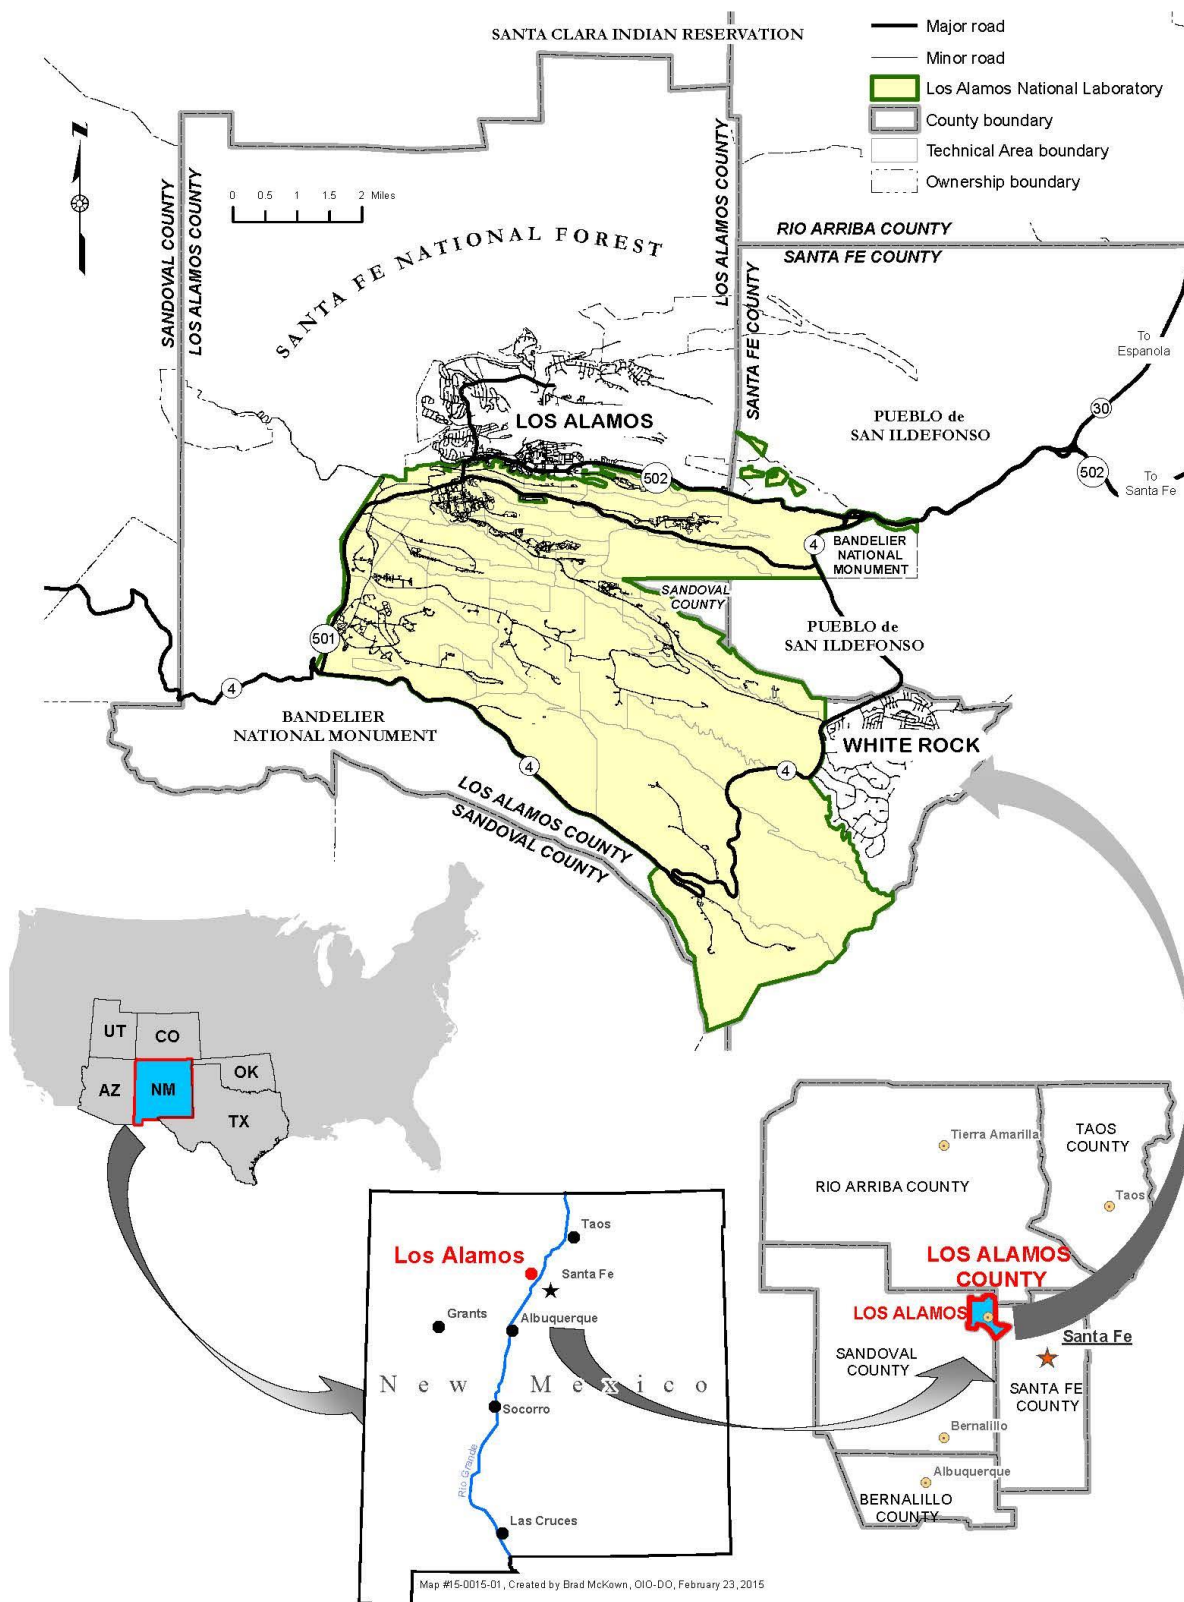 SANTA CLARA INDIAN RESERVATION
Major road
Minor road
Los Alamos National Laboratory
County boundary
Technical Area boundary
Ownership boundary
N
SANDOVAL COUNTY
LOS ALAMOS COUNTY
0 0.5 1 1.5 2 Miles
SANTA FE NATIONAL FOREST
LOS ALAMOS COUNTY
SANTA FE COUNTY
RIO ARRIBA COUNTY
SANTA FE COUNTY
To
Espanola
30
LOS ALAMOS
PUEBLO de
SAN ILDEFONSO
502
502
To
Santa Fe
4
BANDELIER
NATIONAL
MONUMENT
SANDOVAL
COUNTY
PUEBLO de
SAN ILDEFONSO
501
4
BANDELIER
NATIONAL MONUMENT
WHITE ROCK
4
4
LOS ALAMOS COUNTY
SANDOVAL COUNTY
UT
CO
AZ
NM
OK
TX
Taos
Los Alamos
Santa Fe
Grants
Albuquerque
New Mexico
Socorro
Rio Grande
Las Cruces
Tierra Amarilla
TAOS
COUNTY
RIO ARRIBA COUNTY
Taos
LOS ALAMOS
COUNTY
LOS ALAMOS
Santa Fe
SANDOVAL
COUNTY
SANTA FE
COUNTY
Bernalillo
Albuquerque
BERNALILLO
COUNTY
Map #15-0015-01, Created by Brad McKown, OIO-DO, February 23, 2015